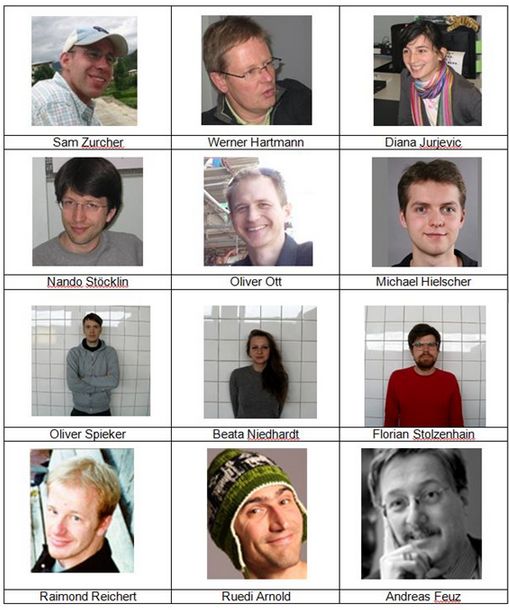 Sam Zurcher
Werner Hartmann
Diana Jurjevic
Nando Stöcklin
Oliver Ott
Michael Hielscher
Oliver Spieker
Beata Niedhardt
Florian Stolzenhain
Raimond Reichert
Ruedi Arnold
Andreas Feuz